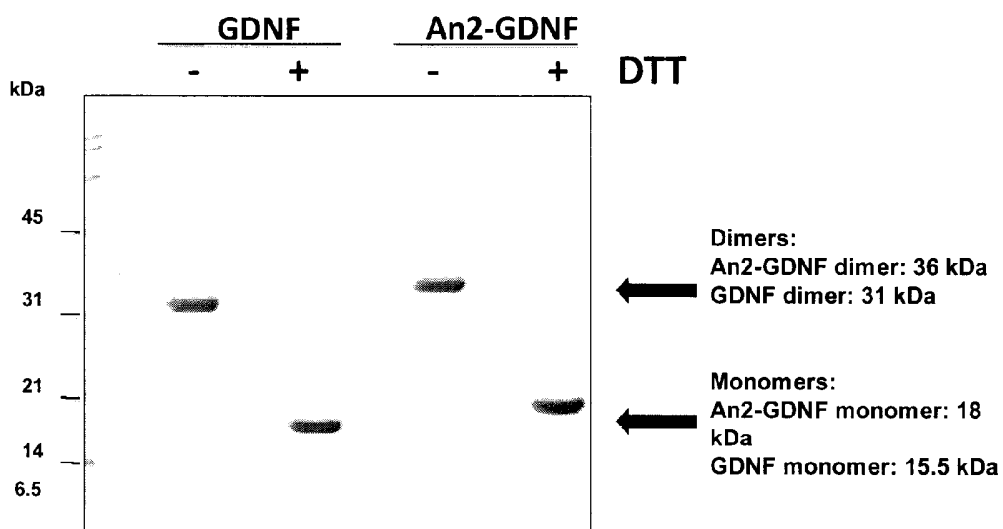 GDNF An2-GDNF
- + - + DTT
kDa
45
31
21
14
6.5
Dimers:
An2-GDNF dimer: 36 kDa
GDNF dimer: 31 kDa
Monomers:
An2-GDNF monomer: 18
kDa
GDNF monomer: 15.5 kDa